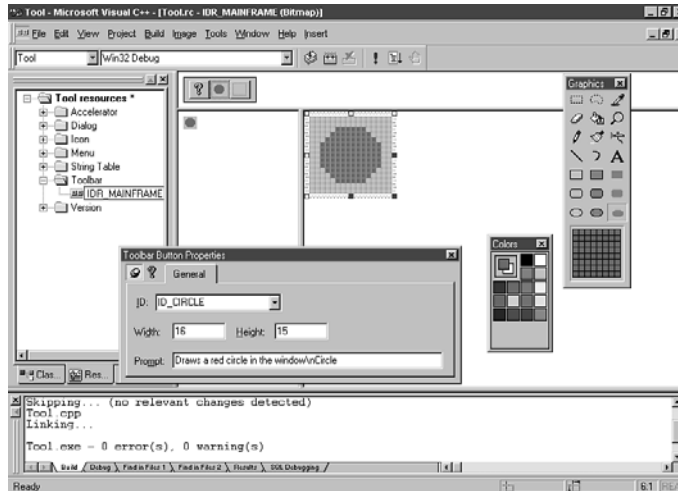 Tool - Microsoft Visual C++ - [Tool.rc - IDR_MAINFRAME (Bitmap)]
File Edit View Project Build Image Tools Window Help Insert
Tool Win32 Debug
Tool resources *
Accelerator
Dialog
Icon
Menu
String Table
Toolbar
IDR_MAINFRAME
Version
Graphics
Colors
Toolbar Button Properties
General
ID: ID_CIRCLE
Width: 16 Height: 15
Prompt: Draws a red circle in the window\nCircle
Clas... Res...
Skipping... (no relevant changes detected)
Tool.cpp
Linking...
Tool.exe - 0 error(s), 0 warning(s)
Build Debug Find in Files 1 Find in Files 2 Results SQL Debugging
Ready 6:1